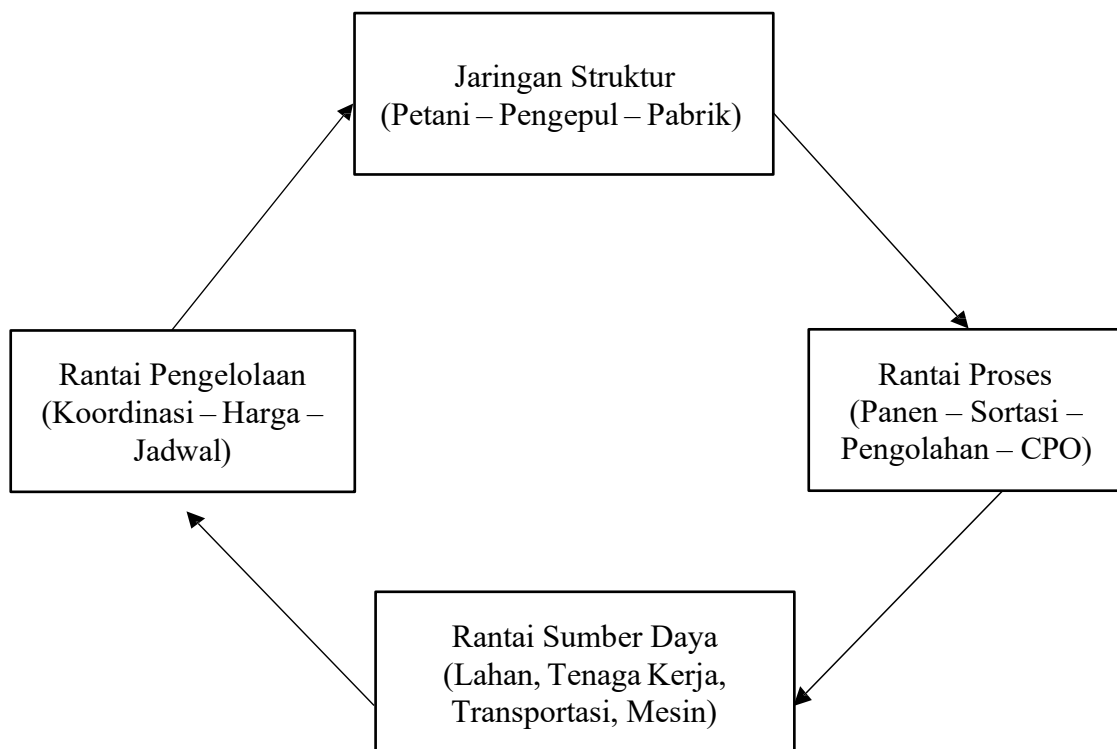 Jaringan Struktur
(Petani – Pengepul – Pabrik)
Rantai Pengelolaan
(Koordinasi – Harga –
Jadwal)
Rantai Proses
(Panen – Sortasi –
Pengolahan – CPO)
Rantai Sumber Daya
(Lahan, Tenaga Kerja,
Transportasi, Mesin)